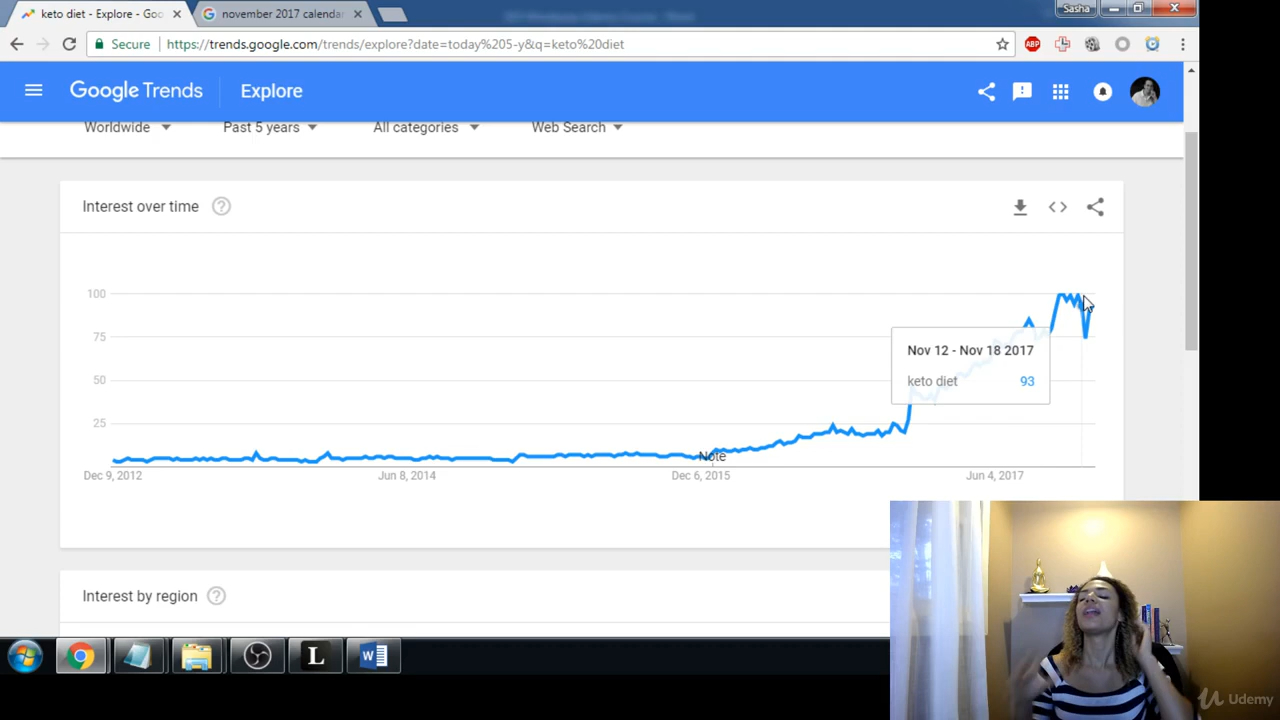 keto diet - Explore - Goo
november 2017 calenda
Sasha
Secure
https://trends.google.com/trends/explore?date=today%205-y&q=keto%20diet
ABP
Google Trends
Explore
Worldwide
Past 5 years
All categories
Web Search
Interest over time
?
100
75
50
25
Nov 12 - Nov 18 2017
keto diet 93
Note
Dec 9, 2012
Jun 8, 2014
Dec 6, 2015
Jun 4, 2017
Interest by region
?
L
W
Udemy